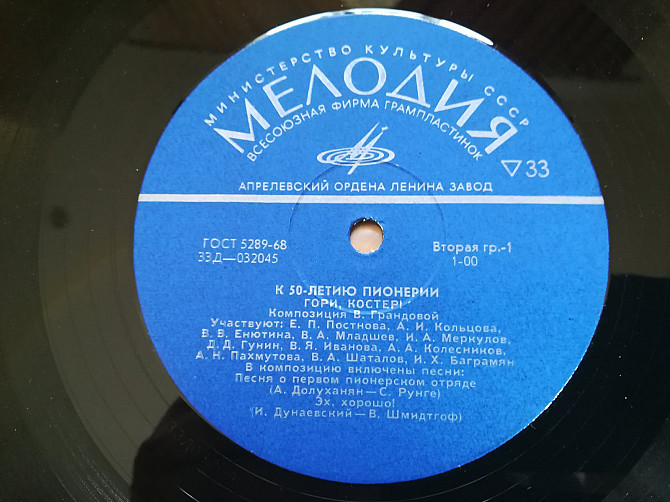 МИНИСТЕРСТВО КУЛЬТУРЫ СССР
МЕЛОДИЯ
ВСЕСОЮЗНАЯ ФИРМА ГРАМПЛАСТИНОК
▽33
АПРЕЛЕВСКИЙ ОРДЕНА ЛЕНИНА ЗАВОД
ГОСТ 5289-68
33Д—032045
Вторая гр.-1
1-00
К 50-ЛЕТИЮ ПИОНЕРИИ
ГОРИ, КОСТЕР!
Композиция В. Грандовой
Участвуют: Е. П. Постнова, А. И. Кольцова,
В. В. Енютина, В. А. Младшев, И. А. Меркулов,
Д. Д. Гунин, В. Я. Иванова, А. А. Колесников,
А. Н. Пахмутова, В. А. Шаталов, И. Х. Баграмян
В композицию включены песни:
Песня о первом пионерском отряде
(А. Долуханян—С. Рунге)
Эх, хорошо!
(И. Дунаевский—В. Шмидтгоф)